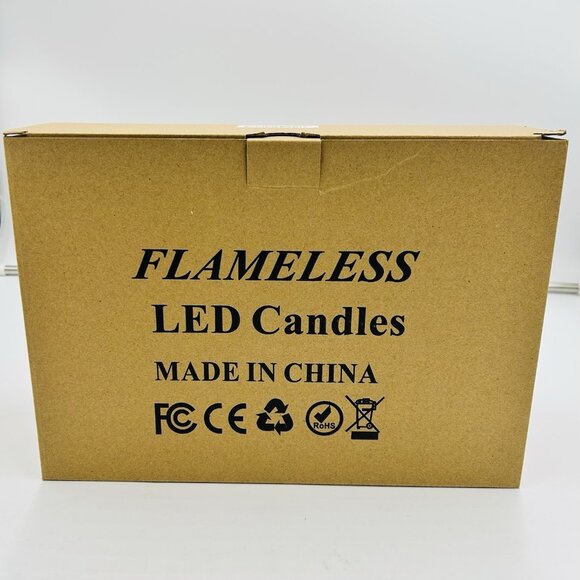 FLAMELESS
LED Candles
MADE IN CHINA
FC CE RoHS